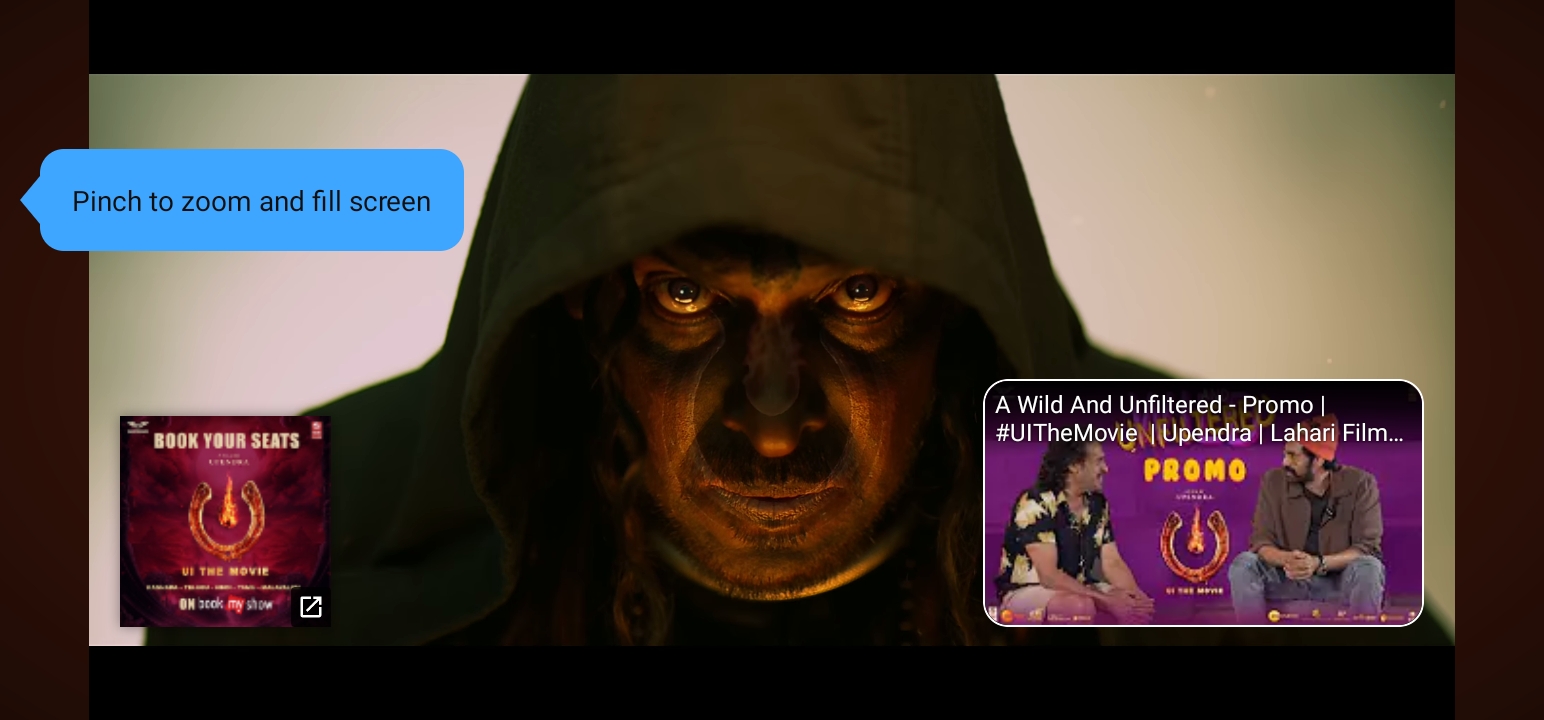 Pinch to zoom and fill screen
BOOK YOUR SEATS
UPENDRA
UI THE MOVIE
ON book my show
A Wild And Unfiltered - Promo |
#UITheMovie | Upendra | Lahari Film...
UNFILTERED
PROMO
UPENDRA
UI THE MOVIE